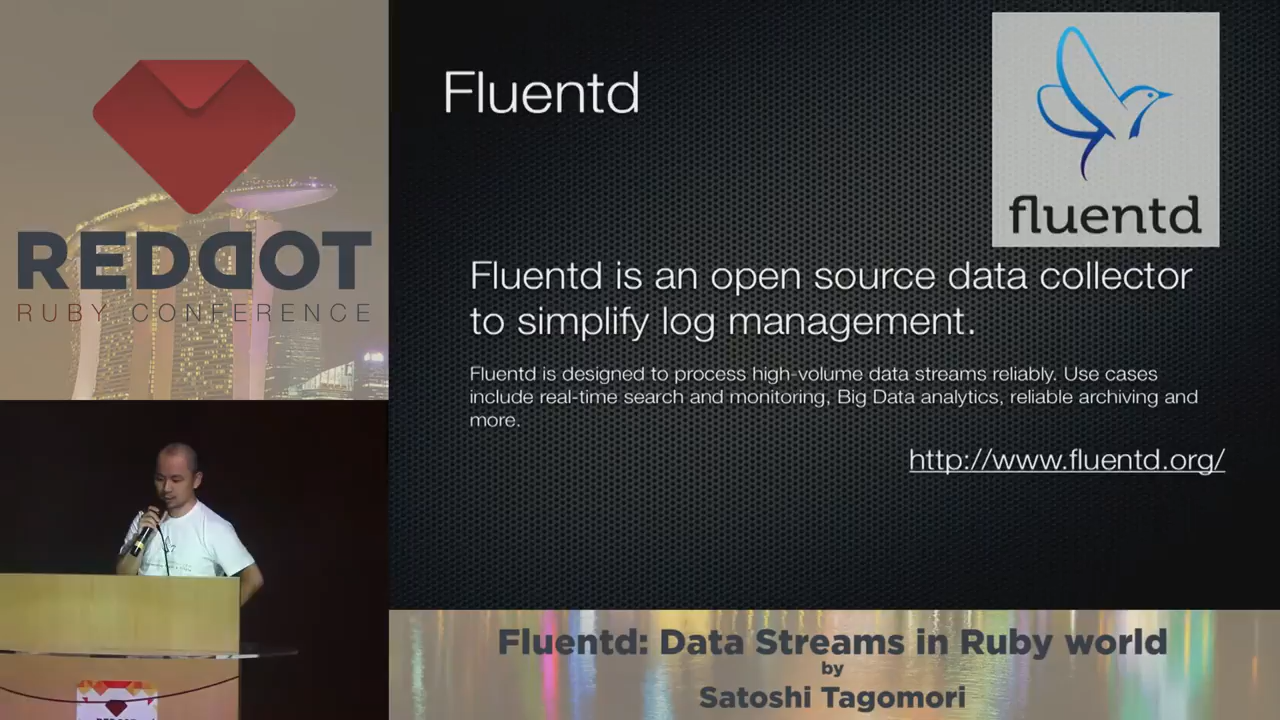 REDDOT
RUBY CONFERENCE
Fluentd
fluentd
Fluentd is an open source data collector
to simplify log management.
Fluentd is designed to process high-volume data streams reliably. Use cases
include real-time search and monitoring, Big Data analytics, reliable archiving and
more.
http://www.fluentd.org/
Fluentd: Data Streams in Ruby world
by
Satoshi Tagomori
REDDOT